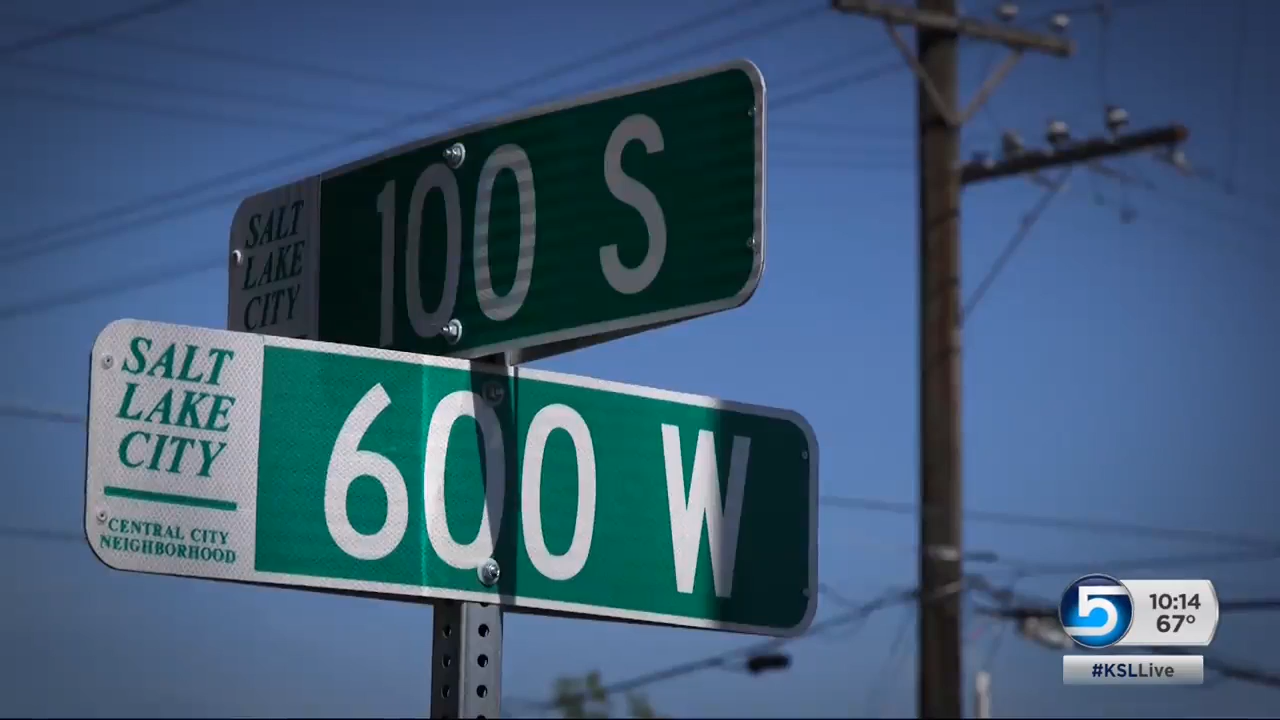 100 S
SALT
LAKE
CITY
SALT
LAKE
CITY
CENTRAL CITY
NEIGHBORHOOD
600 W
5
10:14
67°
#KSLLive